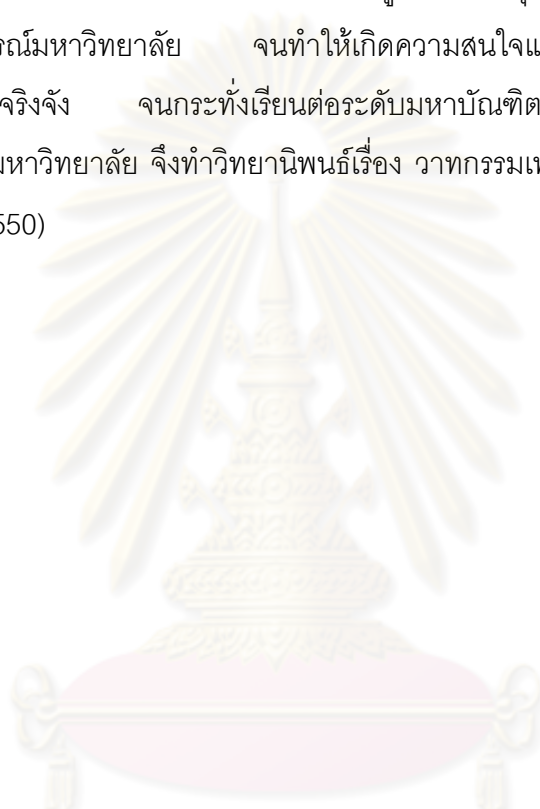 รณ์มหาวิทยาลัย จนทำให้เกิดความสนใจแ
จริงจัง จนกระทั่งเรียนต่อระดับมหาบัณฑิต
มหาวิทยาลัย จึงทำวิทยานิพนธ์เรื่อง วาทกรรมเพ
550)